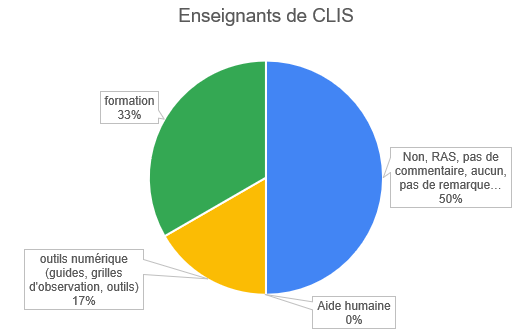 Enseignants de CLIS
formation
33%
Non, RAS, pas de
commentaire, aucun,
pas de remarque...
50%
outils numérique
(guides, grilles
d'observation, outils)
17%
Aide humaine
0%